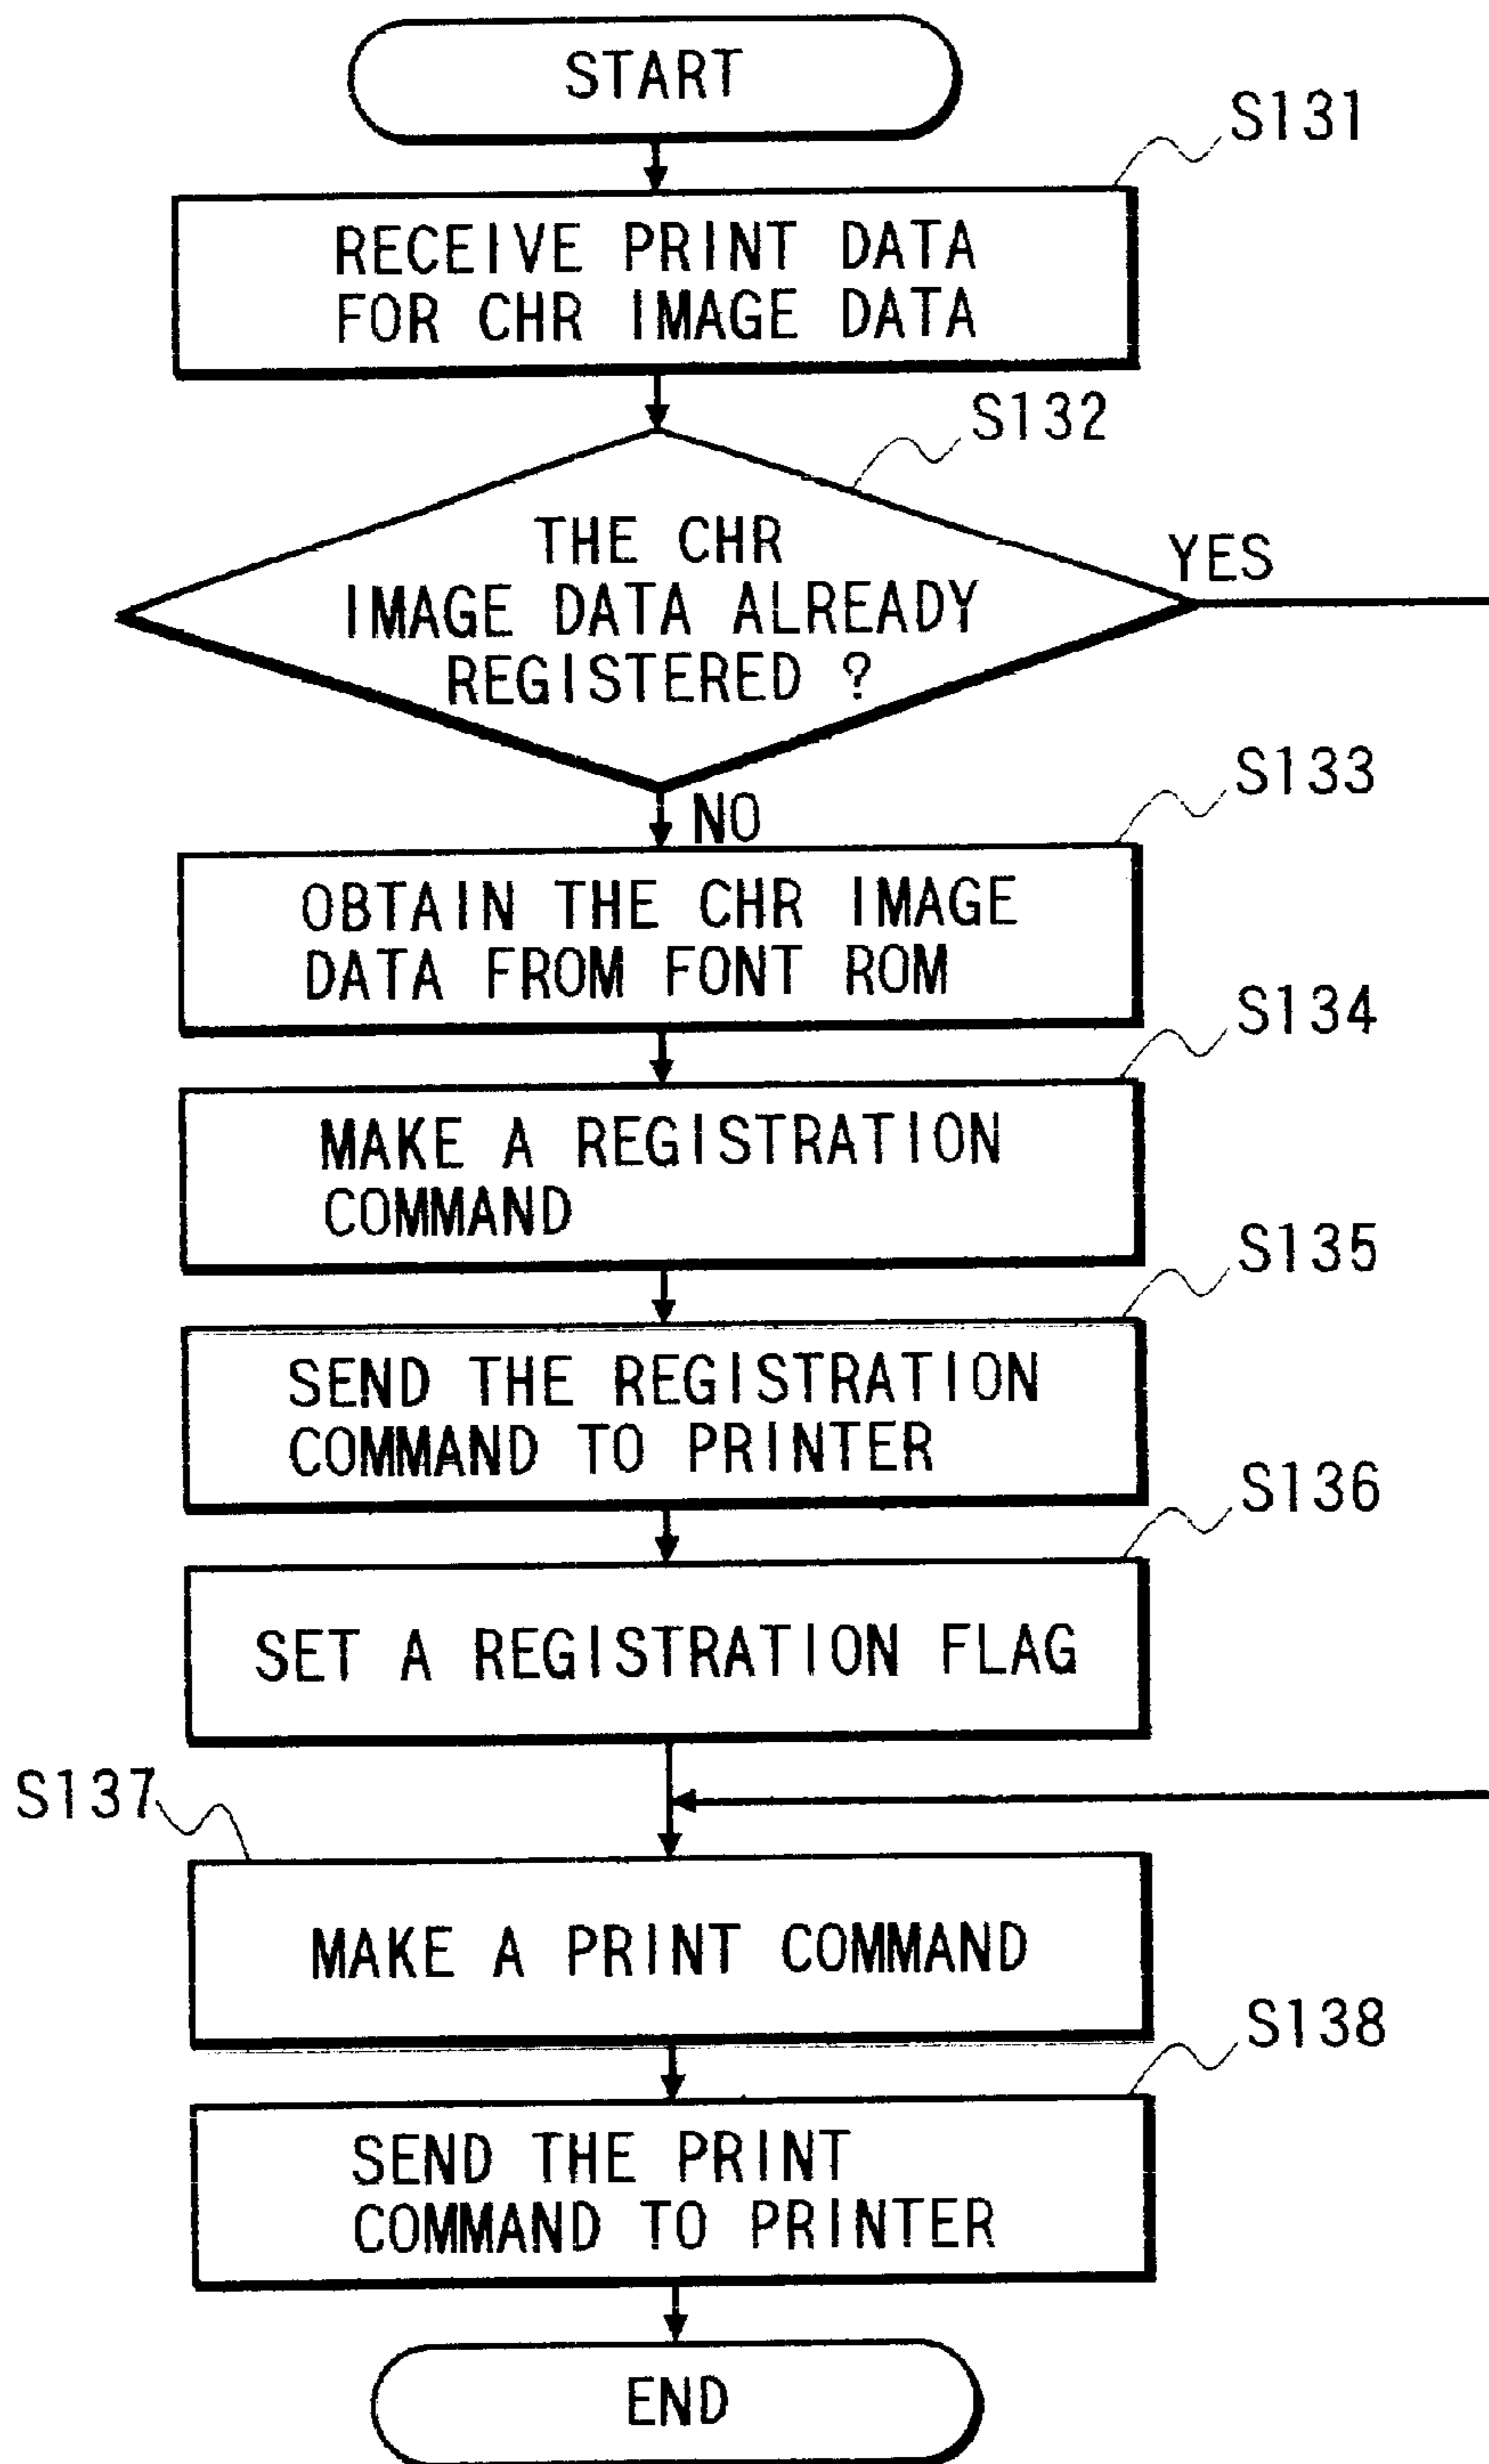 START
S131
RECEIVE PRINT DATA
FOR CHR IMAGE DATA
S132
THE CHR
IMAGE DATA ALREADY
REGISTERED ?
YES
NO
S133
OBTAIN THE CHR IMAGE
DATA FROM FONT ROM
S134
MAKE A REGISTRATION
COMMAND
S135
SEND THE REGISTRATION
COMMAND TO PRINTER
S136
SET A REGISTRATION FLAG
S137
MAKE A PRINT COMMAND
S138
SEND THE PRINT
COMMAND TO PRINTER
END